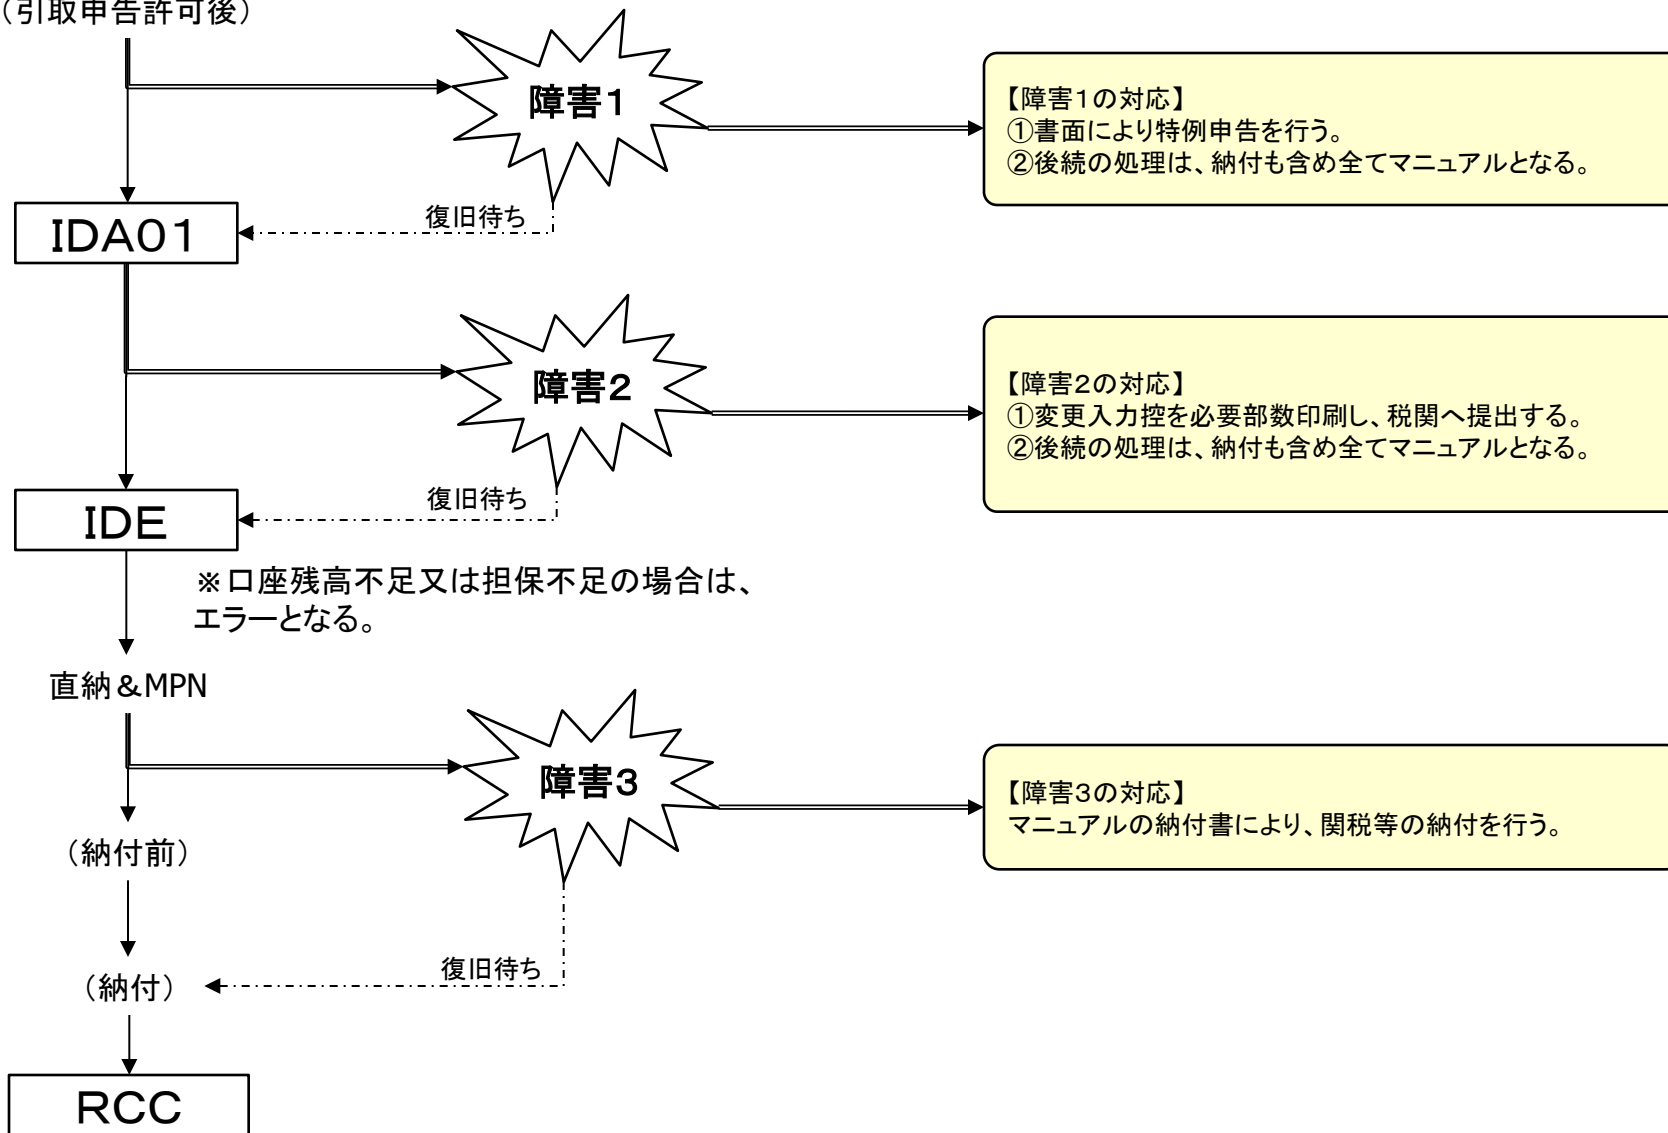 （引取申告許可後）
障害１
【障害１の対応】
①書面により特例申告を行う。
②後続の処理は、納付も含め全てマニュアルとなる。
復旧待ち
ＩＤＡ０１
障害２
【障害２の対応】
①変更入力控を必要部数印刷し、税関へ提出する。
②後続の処理は、納付も含め全てマニュアルとなる。
復旧待ち
ＩＤＥ
※口座残高不足又は担保不足の場合は、
エラーとなる。
直納＆MPN
障害３
【障害３の対応】
マニュアルの納付書により、関税等の納付を行う。
（納付前）
復旧待ち
（納付）
ＲＣＣ